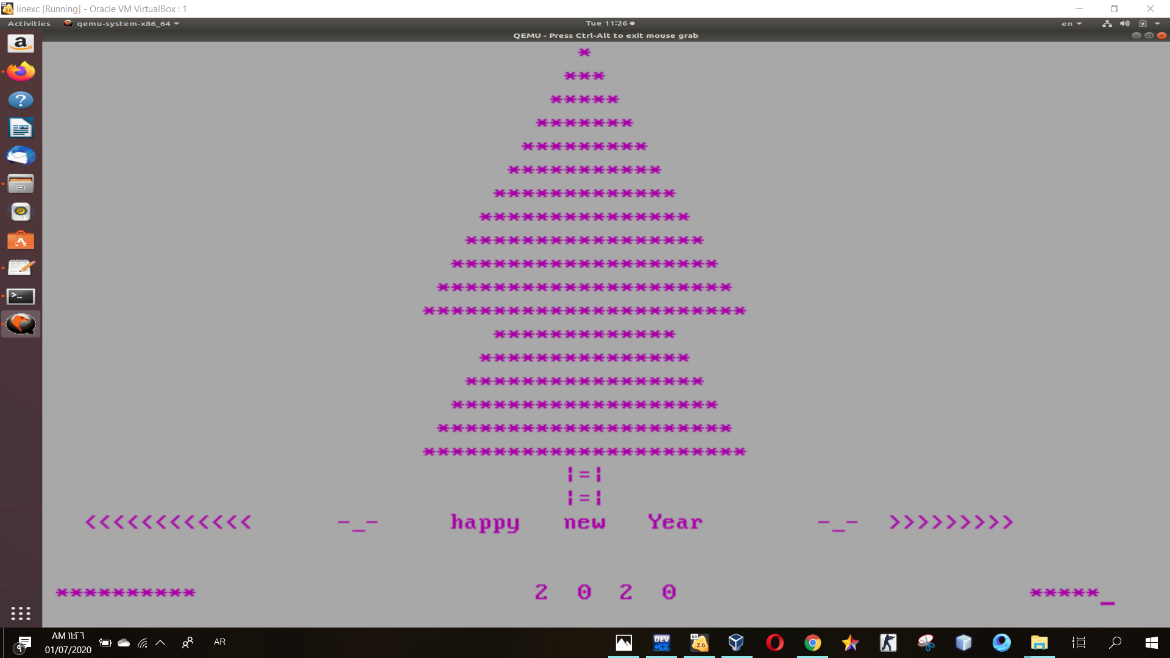 linexc [Running] - Oracle VM VirtualBox : 1
Activities qemu-system-x86_64 Tue 11:26 en
QEMU - Press Ctrl-Alt to exit mouse grab
*
***
*****
*******
*********
***********
*************
***************
*****************
*******************
*********************
***********************
*************
***************
*****************
*******************
*********************
***********************
¦=¦
¦=¦
<<<<<<<<<<<< -_- happy new Year -_- >>>>>>>>>
********** 2 0 2 0 *****_
AM
01/07/2020 AR